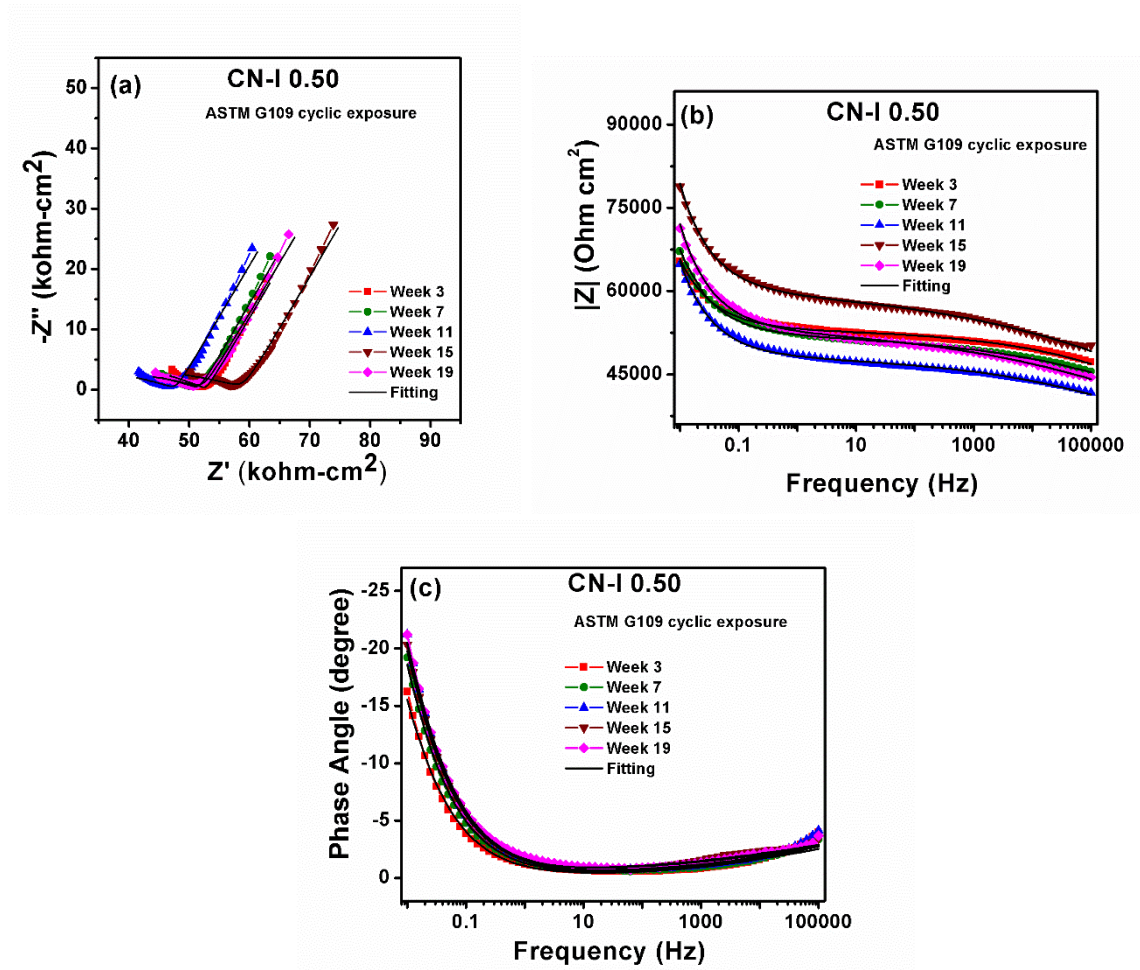 (a)
CN-I 0.50
ASTM G109 cyclic exposure
-Z'' (kohm-cm2)
50
40
30
20
10
0
Week 3
Week 7
Week 11
Week 15
Week 19
Fitting
40 50 60 70 80 90
Z' (kohm-cm2)
(b)
CN-I 0.50
ASTM G109 cyclic exposure
|Z| (Ohm cm2)
90000
75000
60000
45000
Week 3
Week 7
Week 11
Week 15
Week 19
Fitting
0.1 10 1000 100000
Frequency (Hz)
(c)
CN-I 0.50
ASTM G109 cyclic exposure
Phase Angle (degree)
-25
-20
-15
-10
-5
0
Week 3
Week 7
Week 11
Week 15
Week 19
Fitting
0.1 10 1000 100000
Frequency (Hz)